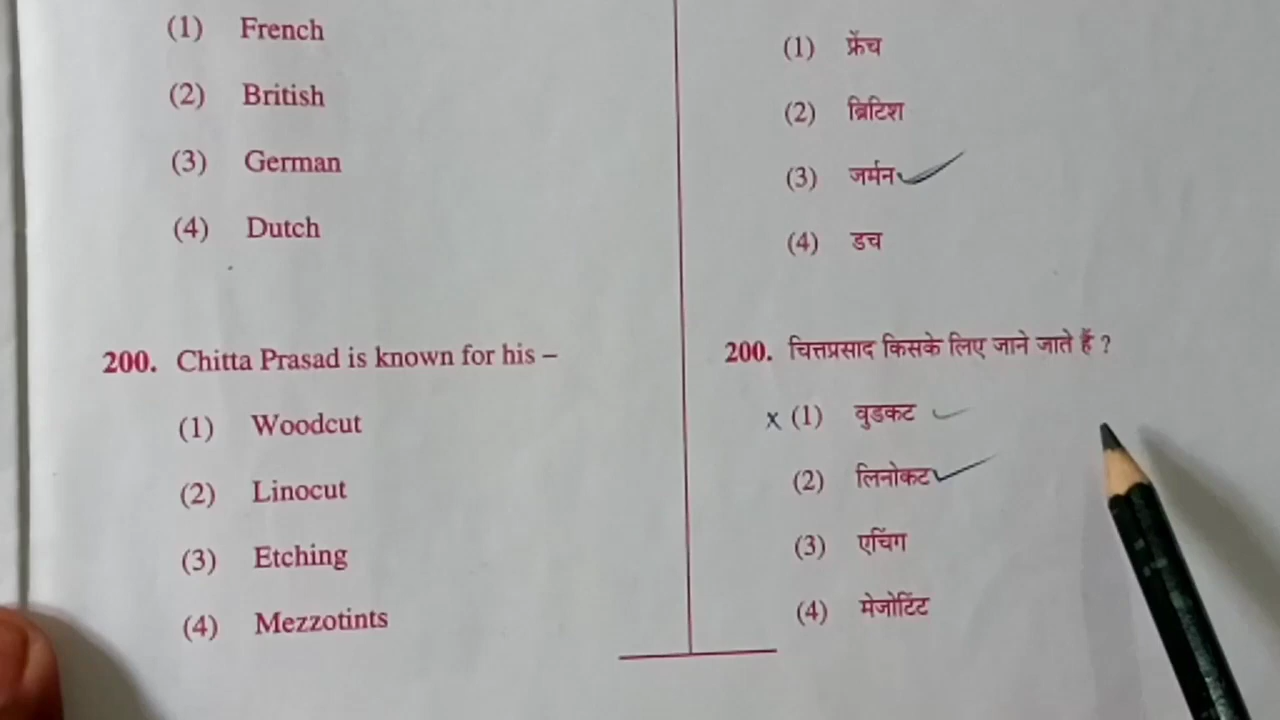 (1) French
(2) British
(3) German
(4) Dutch
200. Chitta Prasad is known for his –
(1) Woodcut
(2) Linocut
(3) Etching
(4) Mezzotints
(1) फ्रेंच
(2) ब्रिटिश
(3) जर्मन
(4) डच
200. चित्तप्रसाद किसके लिए जाने जाते हैं ?
x (1) वुडकट
(2) लिनोकट
(3) एचिंग
(4) मेजोटिंट